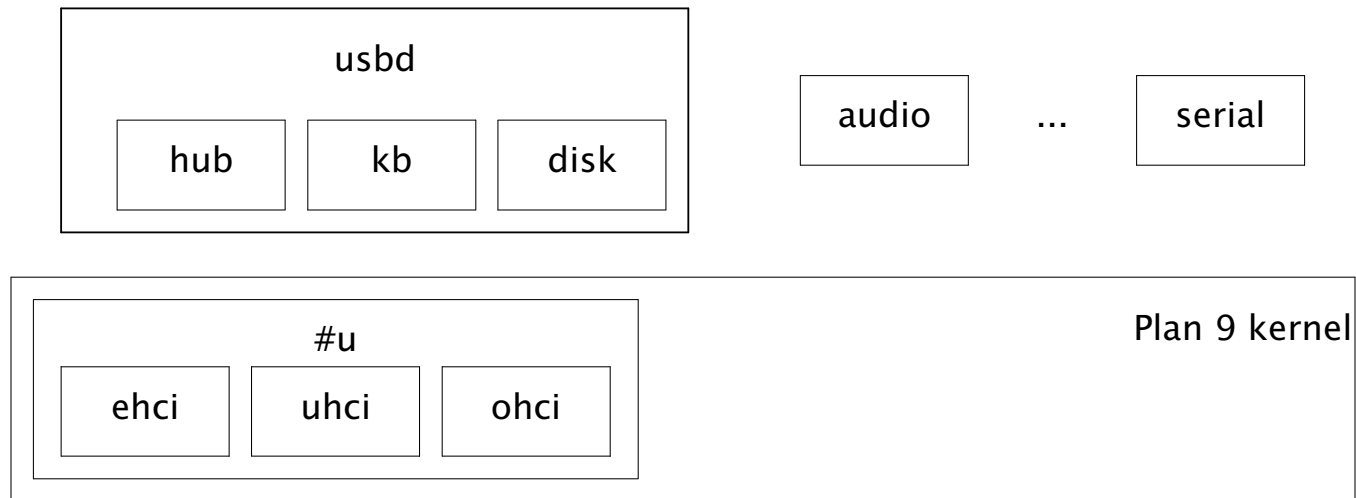 usbd
hub kb disk
audio ... serial
#u
Plan 9 kernel
ehci uhci ohci